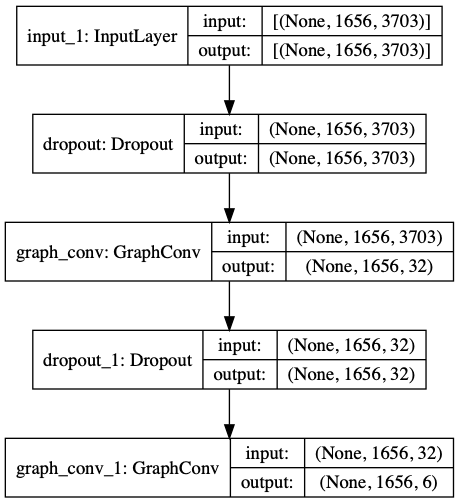 input_1: InputLayer
input: [(None, 1656, 3703)]
output: [(None, 1656, 3703)]
dropout: Dropout
input: (None, 1656, 3703)
output: (None, 1656, 3703)
graph_conv: GraphConv
input: (None, 1656, 3703)
output: (None, 1656, 32)
dropout_1: Dropout
input: (None, 1656, 32)
output: (None, 1656, 32)
graph_conv_1: GraphConv
input: (None, 1656, 32)
output: (None, 1656, 6)